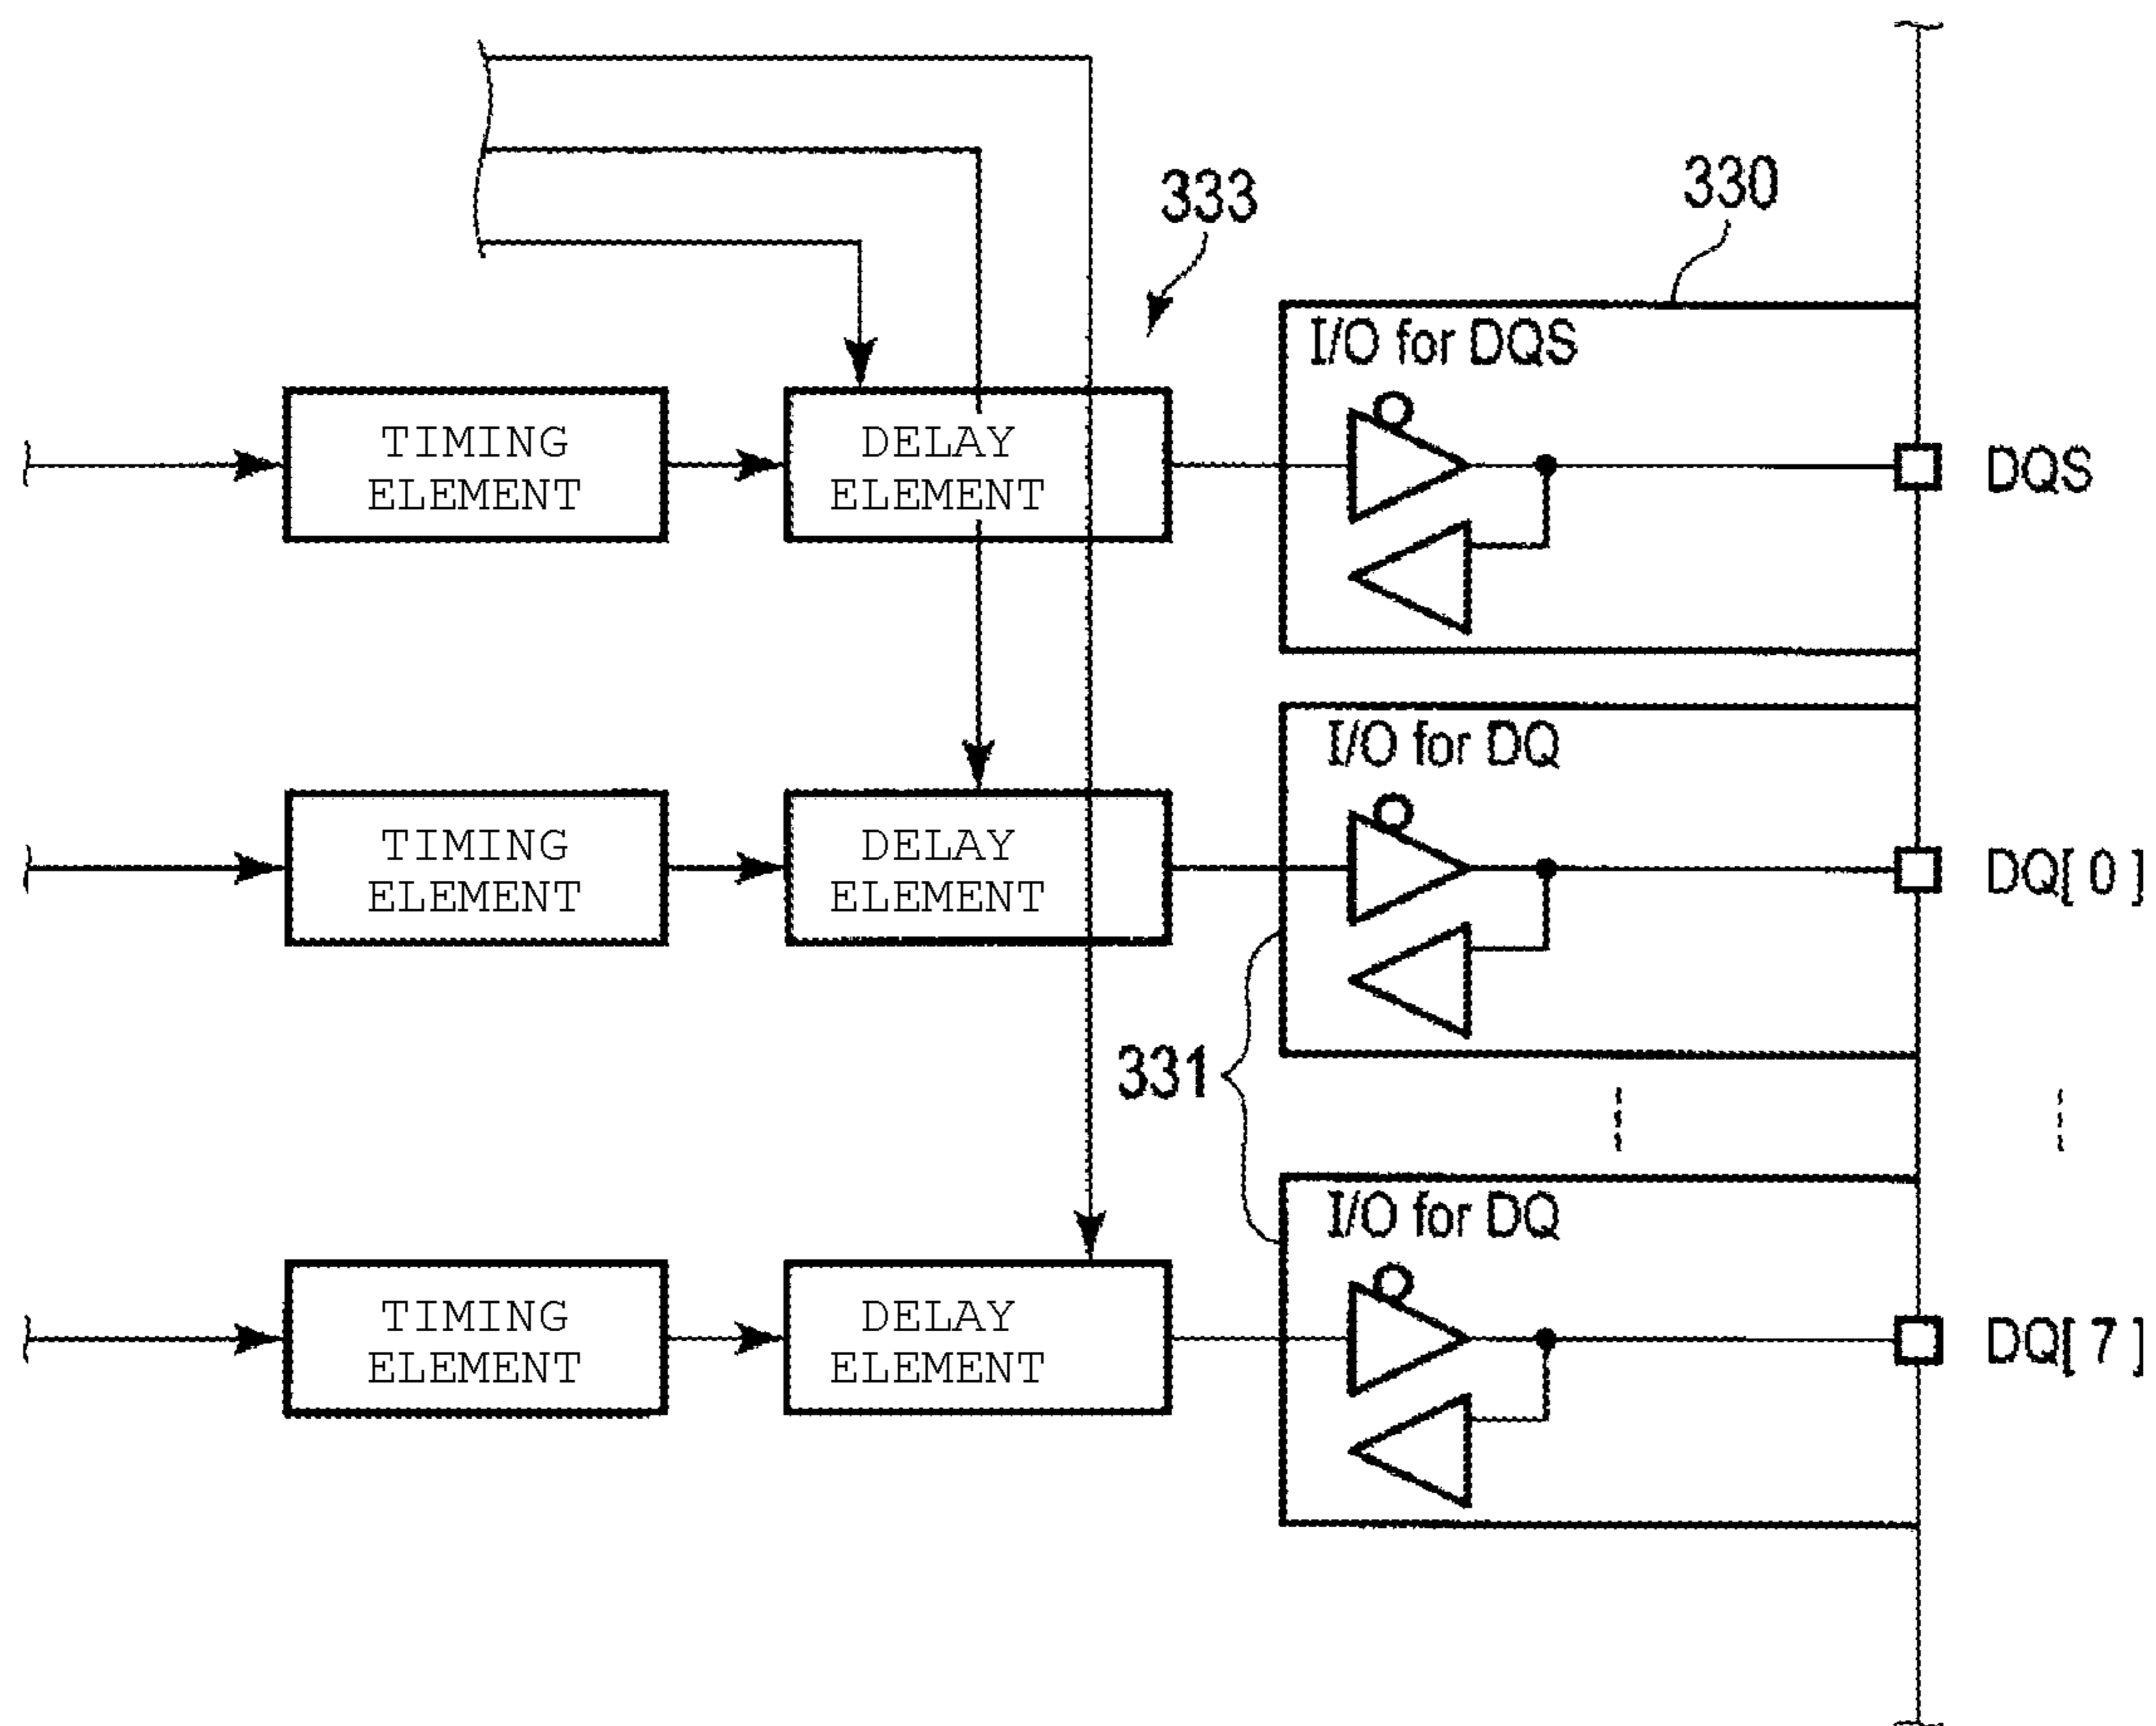 333
330
I/O for DQS
TIMING
ELEMENT
DELAY
ELEMENT
DQS
I/O for DQ
TIMING
ELEMENT
DELAY
ELEMENT
DQ[ 0 ]
331
I/O for DQ
TIMING
ELEMENT
DELAY
ELEMENT
DQ[ 7 ]